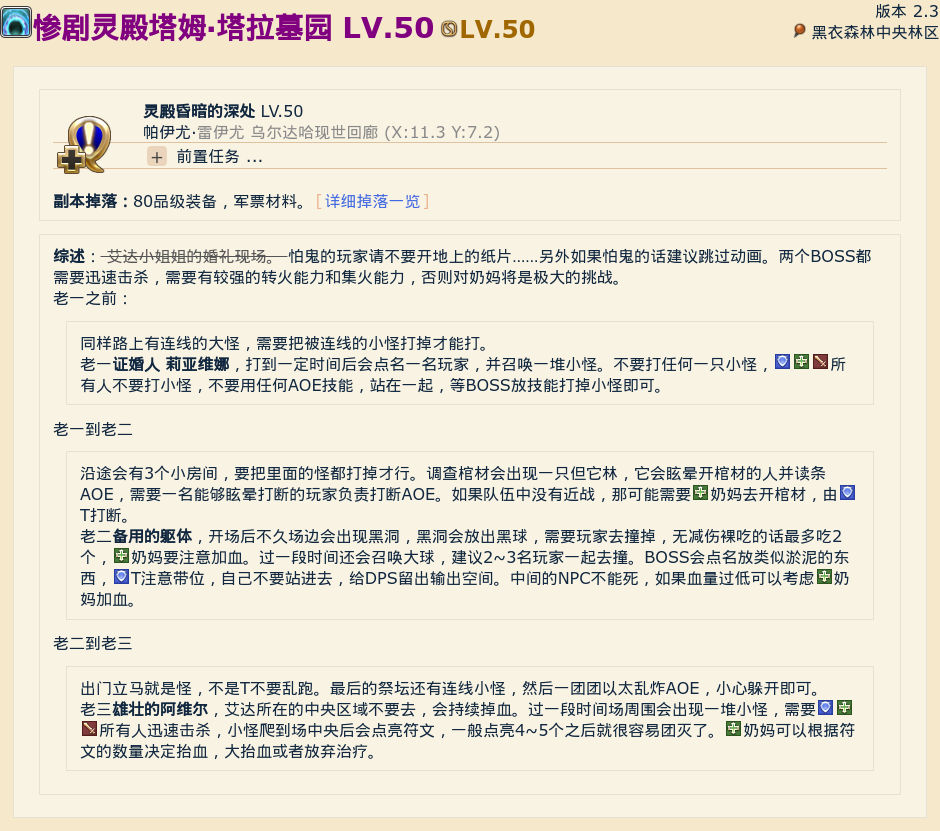 惨剧灵殿塔姆·塔拉墓园 LV.50 LV.50
版本 2.3
黑衣森林中央林区
灵殿昏暗的深处 LV.50
帕伊尤·雷伊尤 乌尔达哈现世回廊 (X:11.3 Y:7.2)
+ 前置任务 ...
副本掉落：80品级装备，军票材料。[详细掉落一览]
综述： 艾达小姐姐的婚礼现场。 怕鬼的玩家请不要开地上的纸片……另外如果怕鬼的话建议跳过动画。两个BOSS都
需要迅速击杀，需要有较强的转火能力和集火能力，否则对奶妈将是极大的挑战。
老一之前：
同样路上有连线的大怪，需要把被连线的小怪打掉才能打。
老一证婚人 莉亚维娜，打到一定时间后会点名一名玩家，并召唤一堆小怪。不要打任何一只小怪，所
有人不要打小怪，不要用任何AOE技能，站在一起，等BOSS放技能打掉小怪即可。
老一到老二
沿途会有3个小房间，要把里面的怪都打掉才行。调查棺材会出现一只但它林，它会眩晕开棺材的人并读条
AOE，需要一名能够眩晕打断的玩家负责打断AOE。如果队伍中没有近战，那可能需要奶妈去开棺材，由
T打断。
老二备用的躯体，开场后不久场边会出现黑洞，黑洞会放出黑球，需要玩家去撞掉，无减伤裸吃的话最多吃2
个，奶妈要注意加血。过一段时间还会召唤大球，建议2~3名玩家一起去撞。BOSS会点名放类似淤泥的东
西，T注意带位，自己不要站进去，给DPS留出输出空间。中间的NPC不能死，如果血量过低可以考虑奶
妈加血。
老二到老三
出门立马就是怪，不是T不要乱跑。最后的祭坛还有连线小怪，然后一团团以太乱炸AOE，小心躲开即可。
老三雄壮的阿维尔，艾达所在的中央区域不要去，会持续掉血。过一段时间场周围会出现一堆小怪，需要
所有人迅速击杀，小怪爬到场中央后会点亮符文，一般点亮4~5个之后就很容易团灭了。奶妈可以根据符
文的数量决定抬血，大抬血或者放弃治疗。